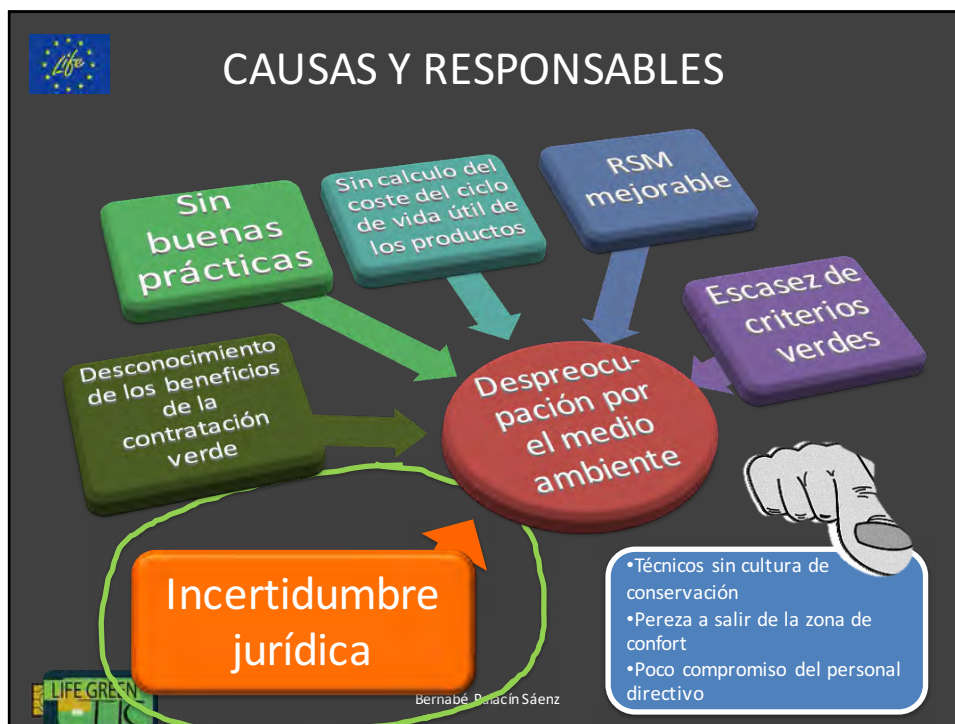 Life
CAUSAS Y RESPONSABLES
Sin
buenas
prácticas
Sin calculo del
coste del ciclo
de vida útil de
los productos
RSM
mejorable
Escasez de
criterios
verdes
Desconocimiento
de los beneficios
de la
contratación
verde
Despreocu-
pación por
el medio
ambiente
Incertidumbre
jurídica
•Técnicos sin cultura de
conservación
•Pereza a salir de la zona de
confort
•Poco compromiso del personal
directivo
LIFE GREEN
TIC
Bernabé Palacín Sáenz